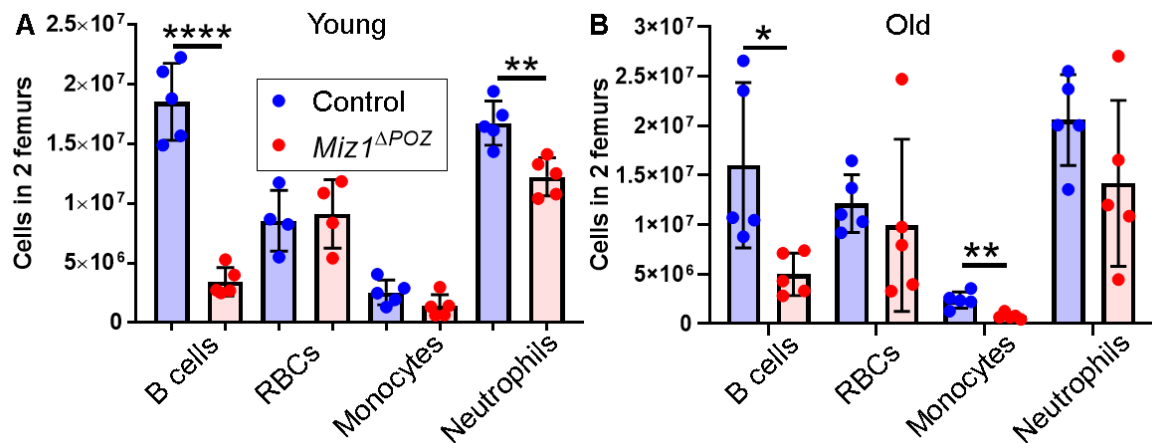 A
Young
Cells in 2 femurs
2.5×10⁷
2×10⁷
1.5×10⁷
1×10⁷
5×10⁶
0
****
**
Control
Miz1^ΔPOZ
B cells
RBCs
Monocytes
Neutrophils
B
Old
Cells in 2 femurs
3×10⁷
2.5×10⁷
2×10⁷
1.5×10⁷
1×10⁷
5×10⁶
0
*
**
B cells
RBCs
Monocytes
Neutrophils